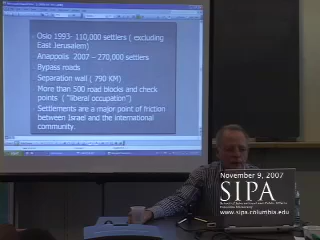 Oslo 1993- 110,000 settlers ( excluding
East Jerusalem)
Anappolis 2007 – 270,000 settlers
Bypass roads
Separation wall ( 790 KM)
More than 500 road blocks and check
points ( "liberal occupation")
Settlements are a major point of friction
between Israel and the international
community.
November 9, 2007
SIPA
www.sipa.columbia.edu